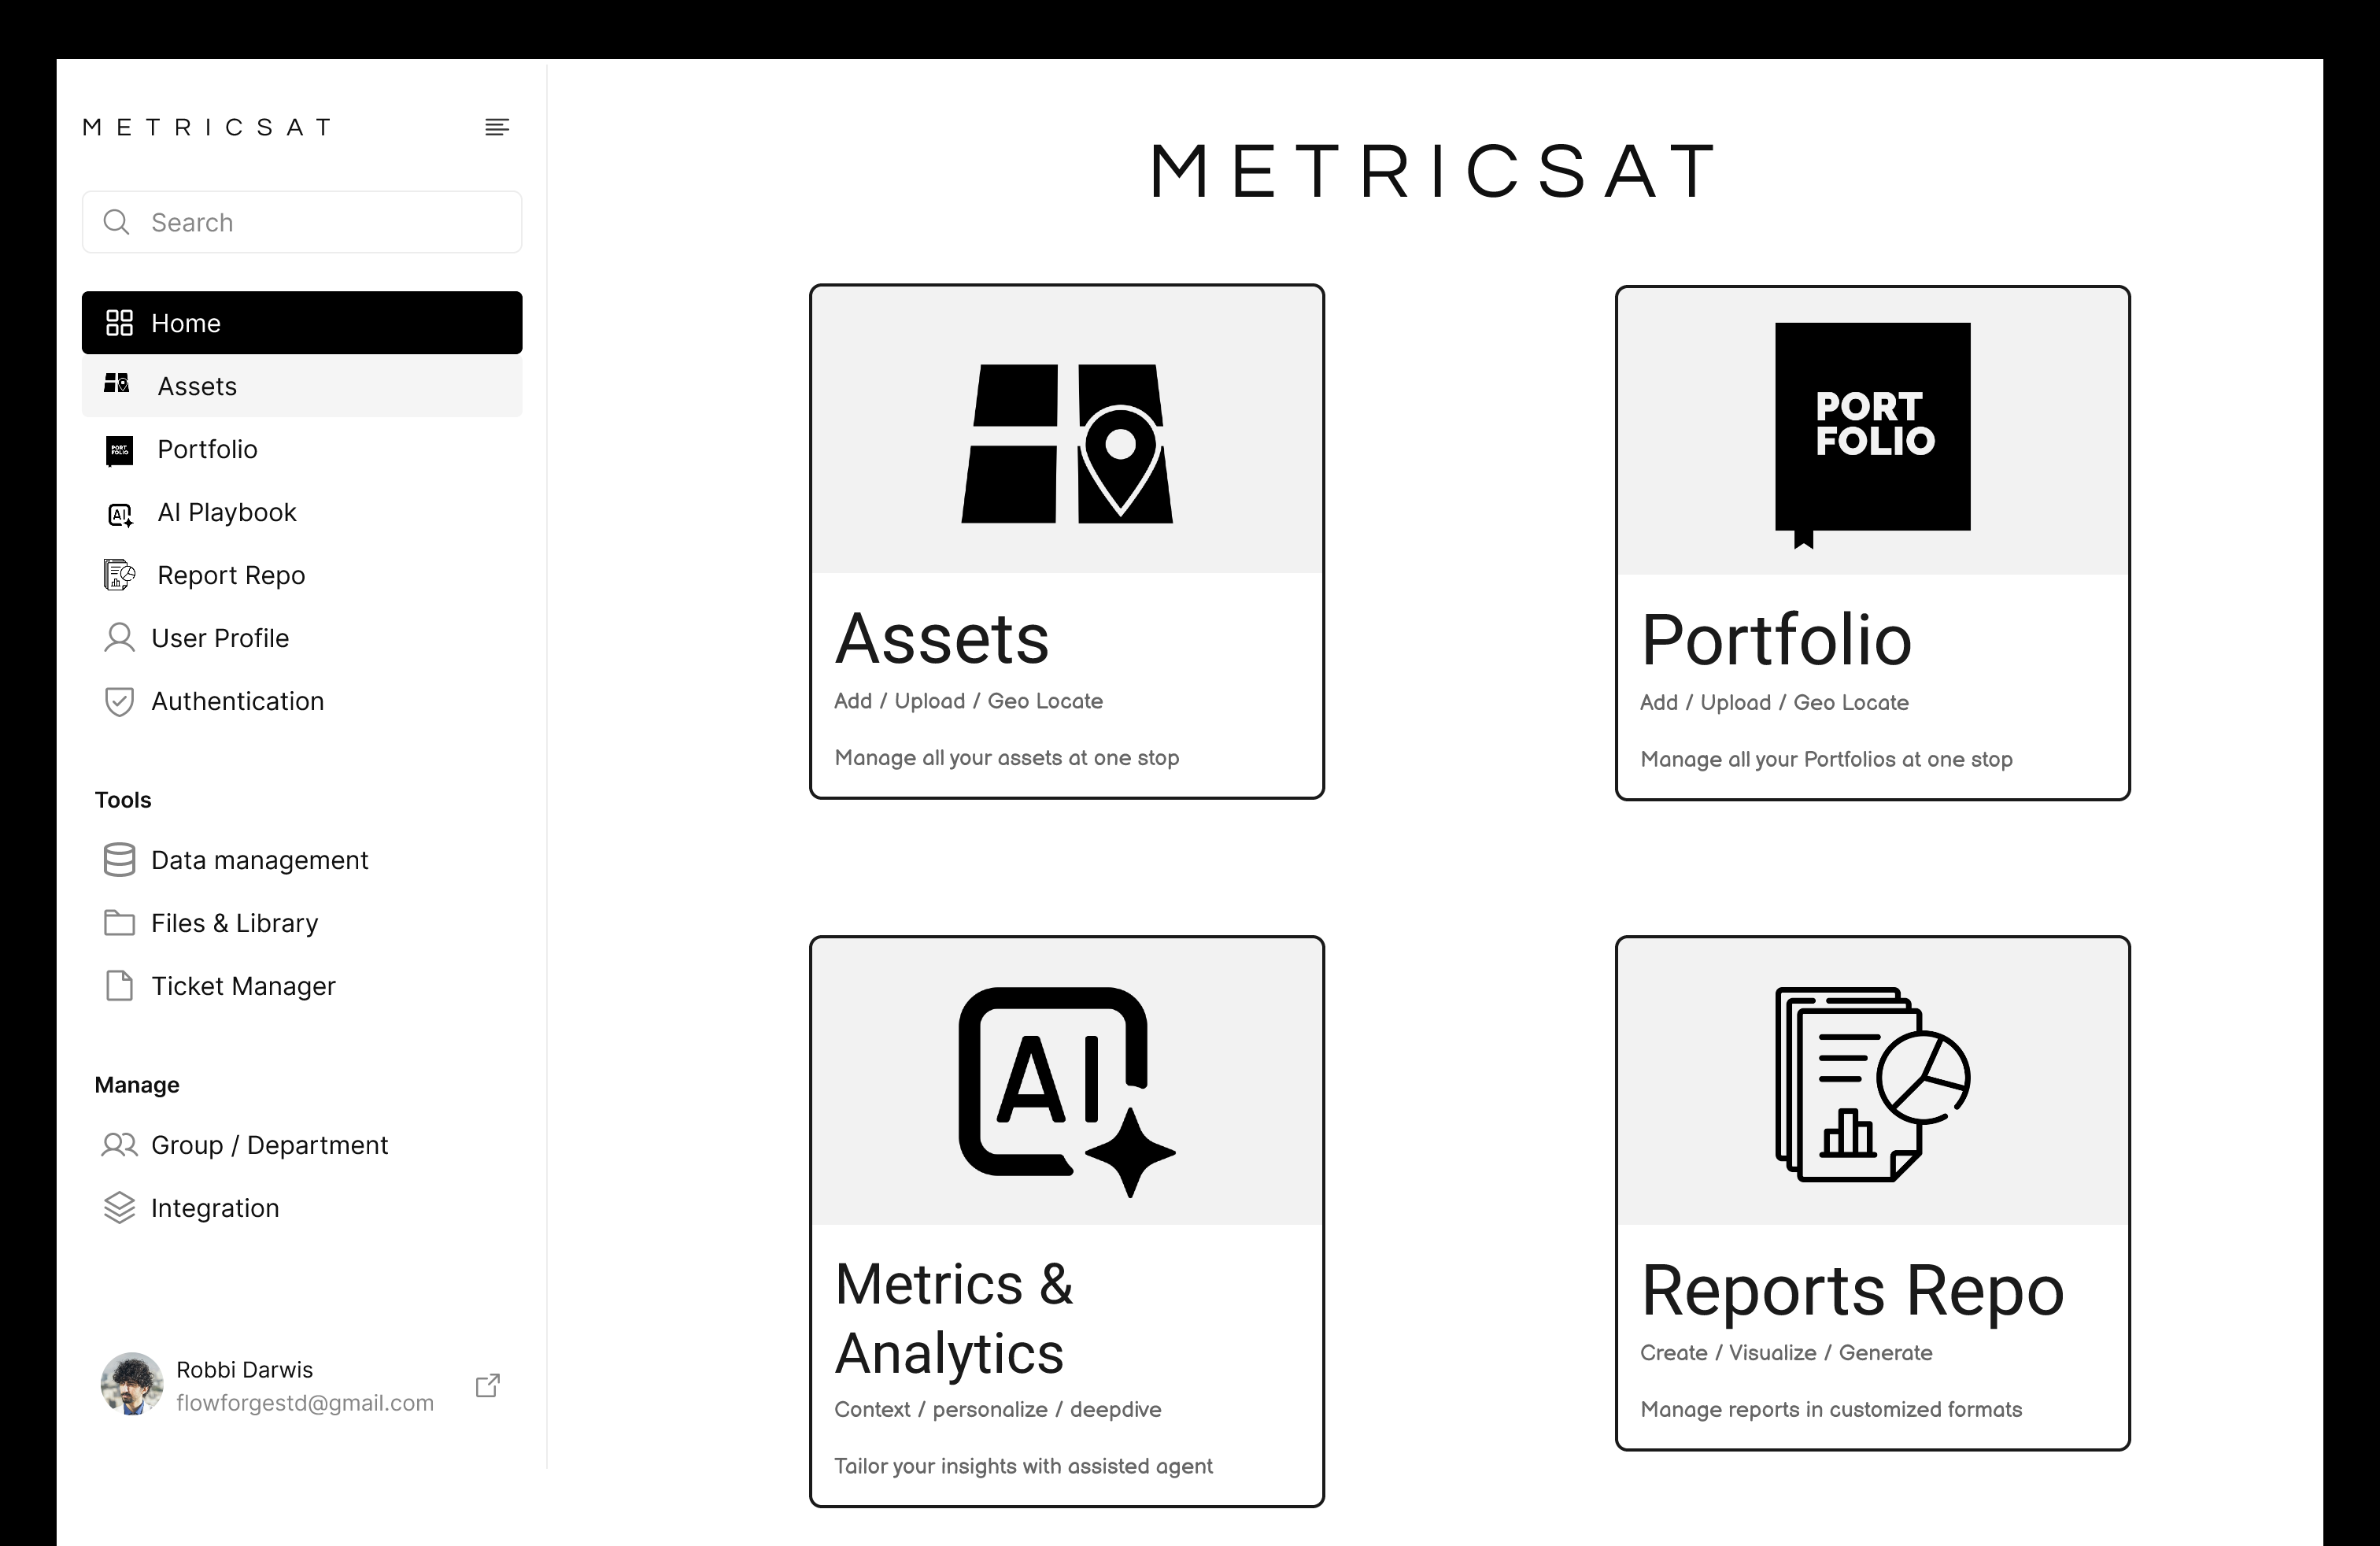 METRICSAT
Search
Home
Assets
PORT
FOLIO
Portfolio
AI
AI Playbook
Report Repo
User Profile
Authentication
Tools
Data management
Files & Library
Ticket Manager
Manage
Group / Department
Integration
Robbi Darwis
flowforgestd@gmail.com
METRICSAT
Assets
Add / Upload / Geo Locate
Manage all your assets at one stop
PORT
FOLIO
Portfolio
Add / Upload / Geo Locate
Manage all your Portfolios at one stop
AI
Metrics &
Analytics
Context / personalize / deepdive
Tailor your insights with assisted agent
Reports Repo
Create / Visualize / Generate
Manage reports in customized formats